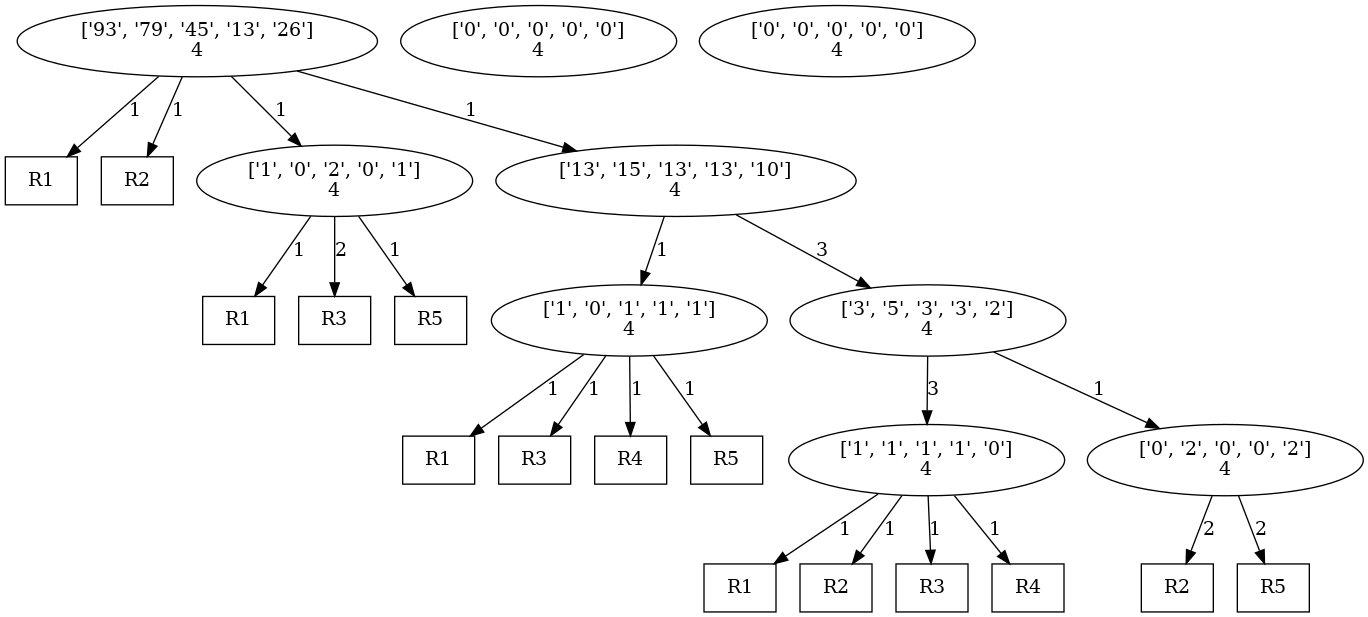 ['93', '79', '45', '13', '26']
4
['0', '0', '0', '0', '0']
4
['0', '0', '0', '0', '0']
4
1
1
1
1
R1
R2
['1', '0', '2', '0', '1']
4
['13', '15', '13', '13', '10']
4
1
2
1
1
3
R1
R3
R5
['1', '0', '1', '1', '1']
4
['3', '5', '3', '3', '2']
4
1
1
1
1
3
1
R1
R3
R4
R5
['1', '1', '1', '1', '0']
4
['0', '2', '0', '0', '2']
4
1
1
1
1
2
2
R1
R2
R3
R4
R2
R5